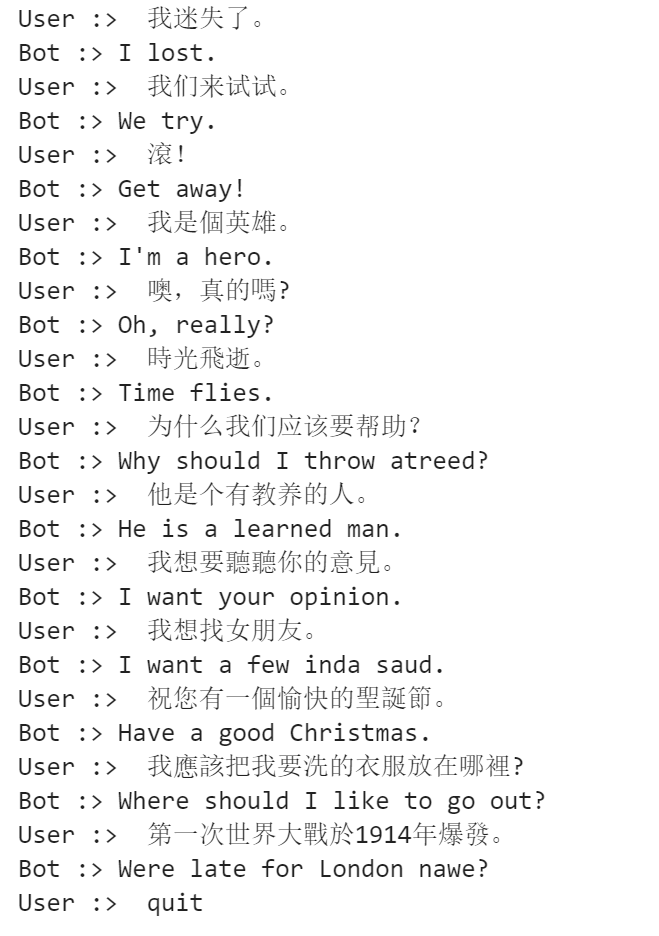 User :> 我迷失了。
Bot :> I lost.
User :> 我们来试试。
Bot :> We try.
User :> 滾!
Bot :> Get away!
User :> 我是個英雄。
Bot :> I'm a hero.
User :> 噢，真的嗎?
Bot :> Oh, really?
User :> 時光飛逝。
Bot :> Time flies.
User :> 为什么我们应该要帮助？
Bot :> Why should I throw atreed?
User :> 他是个有教养的人。
Bot :> He is a learned man.
User :> 我想要聽聽你的意見。
Bot :> I want your opinion.
User :> 我想找女朋友。
Bot :> I want a few inda saud.
User :> 祝您有一個愉快的聖誕節。
Bot :> Have a good Christmas.
User :> 我應該把我要洗的衣服放在哪裡?
Bot :> Where should I like to go out?
User :> 第一次世界大戰於1914年爆發。
Bot :> Were late for London nawe?
User :> quit